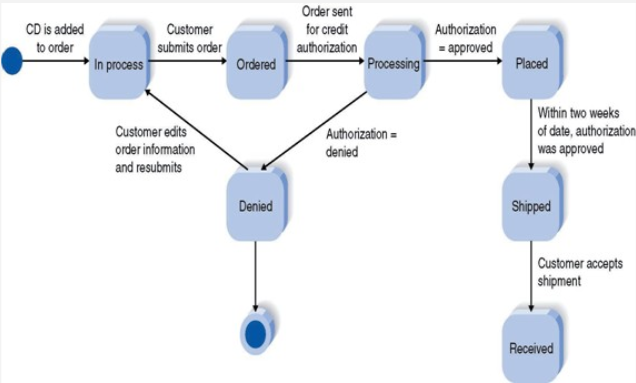 CD is added
to order
In process
Customer
submits order
Ordered
Order sent
for credit
authorization
Processing
Authorization
= approved
Placed
Customer edits
order information
and resubmits
Authorization =
denied
Within two weeks
of date, authorization
was approved
Denied
Shipped
Customer accepts
shipment
Received